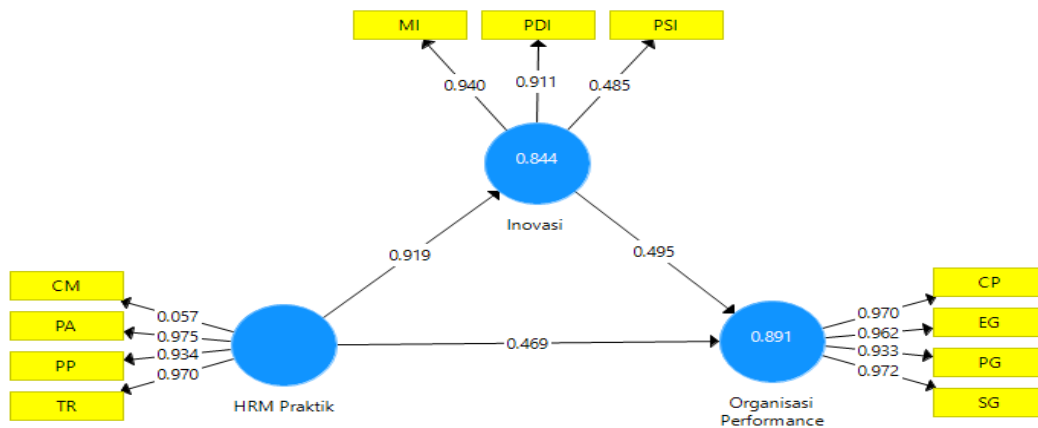 MI
PDI
PSI
0.940
0.911
0.485
0.844
Inovasi
0.919
0.495
CM
PA
PP
TR
0.057
0.975
0.934
0.970
HRM Praktik
0.469
0.891
Organisasi
Performance
0.970
0.962
0.933
0.972
CP
EG
PG
SG